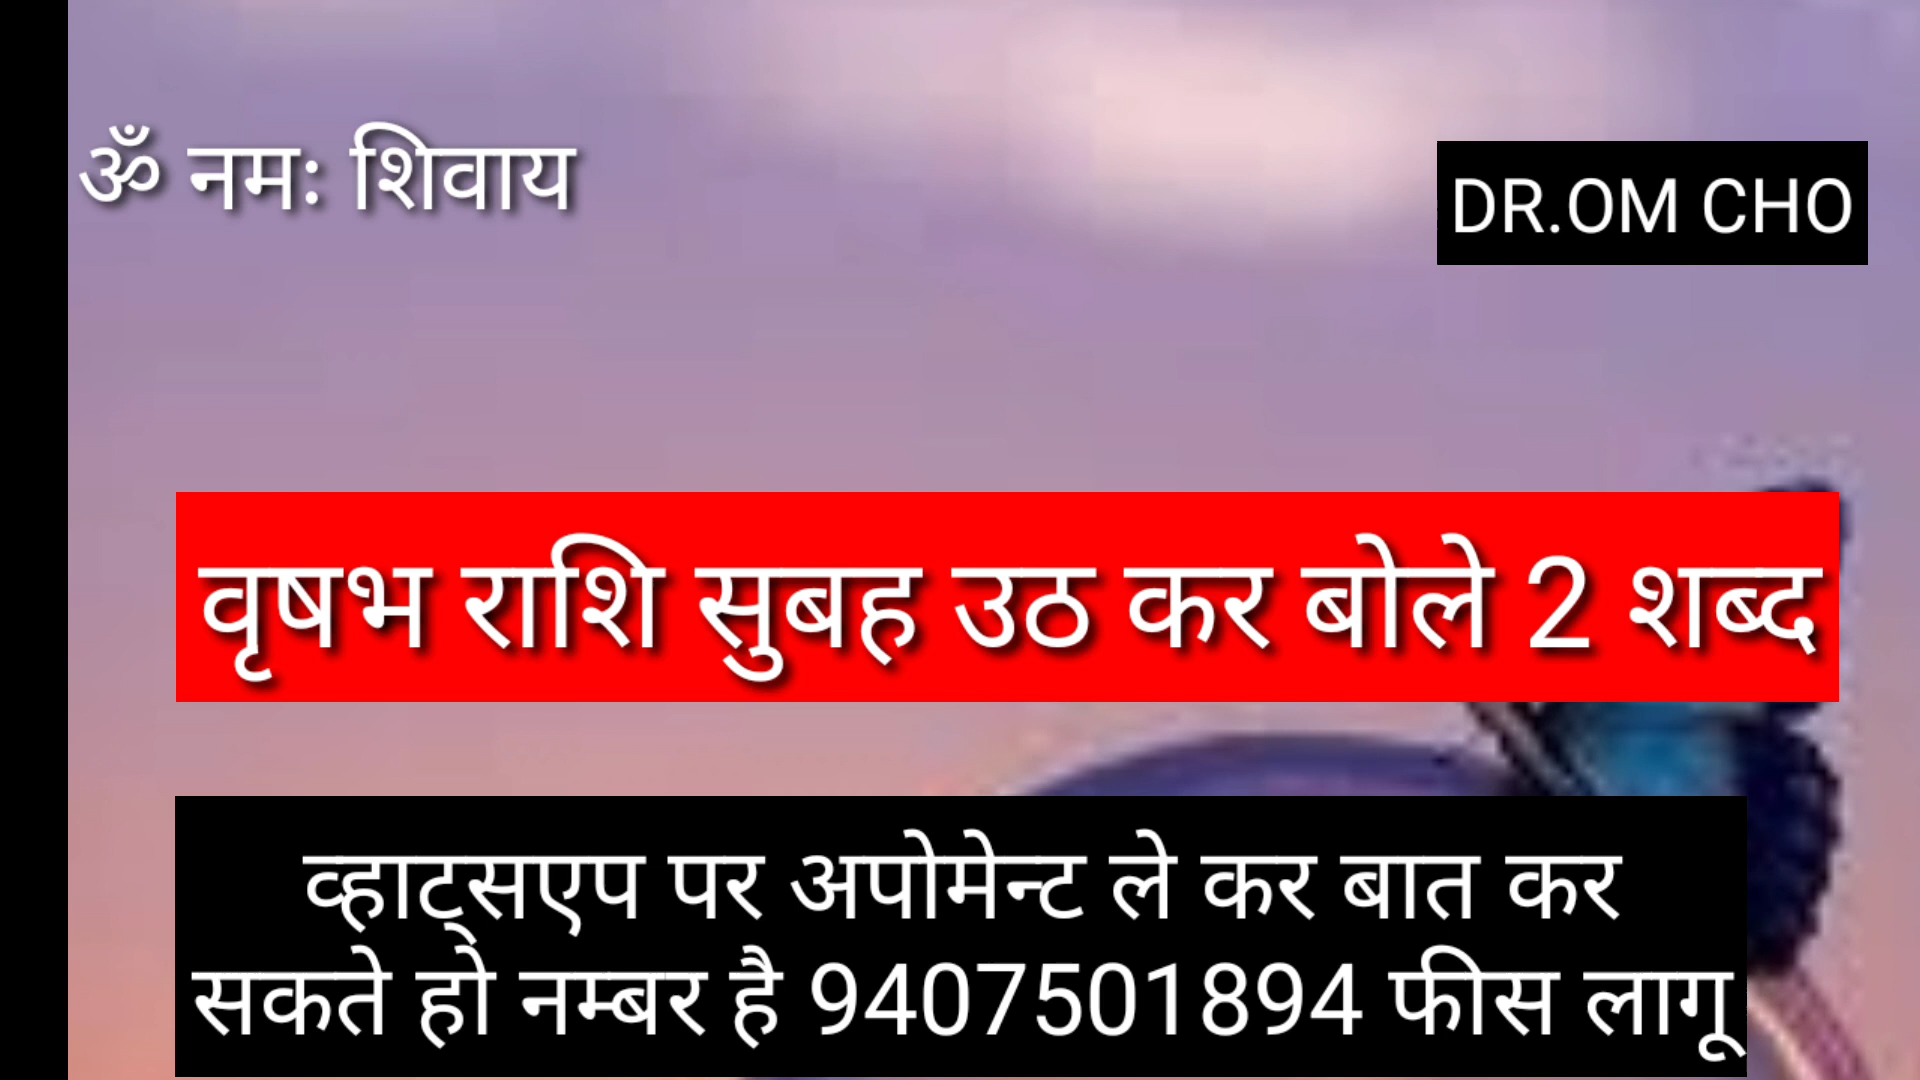 ॐ नमः शिवाय
DR.OM CHO
वृषभ राशि सुबह उठ कर बोले 2 शब्द
व्हाट्सएप पर अपोमेन्ट ले कर बात कर
सकते हो नम्बर है 9407501894 फीस लागू